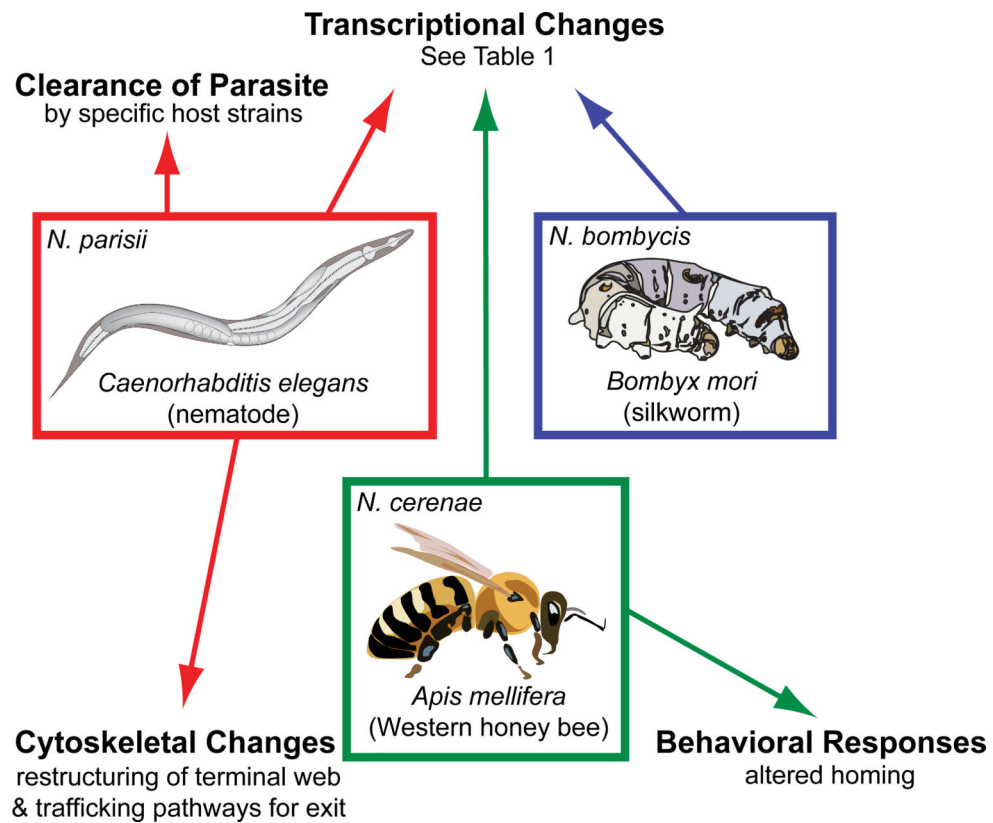 Transcriptional Changes
See Table 1
Clearance of Parasite
by specific host strains
N. parisii
Caenorhabditis elegans
(nematode)
N. bombycis
Bombyx mori
(silkworm)
N. cerenae
Apis mellifera
(Western honey bee)
Cytoskeletal Changes
restructuring of terminal web
& trafficking pathways for exit
Behavioral Responses
altered homing